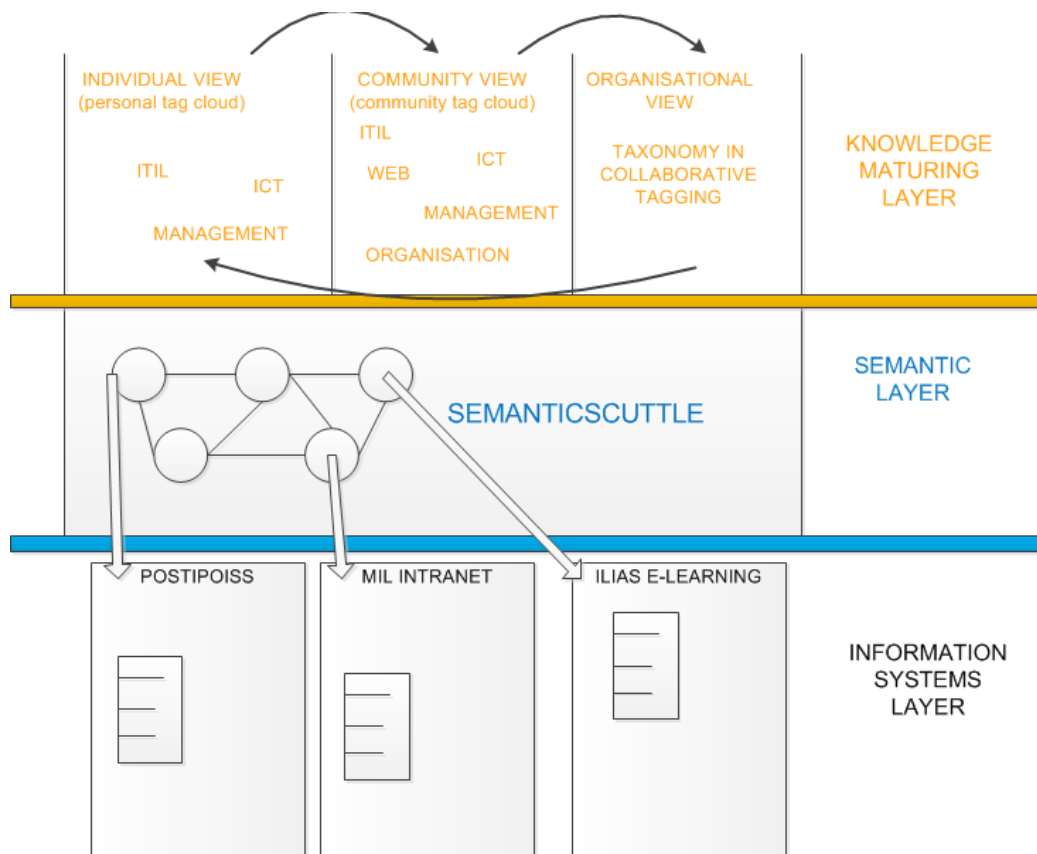 INDIVIDUAL VIEW
(personal tag cloud)
ITIL
ICT
MANAGEMENT
COMMUNITY VIEW
(community tag cloud)
ITIL
ICT
WEB
MANAGEMENT
ORGANISATION
ORGANISATIONAL
VIEW
TAXONOMY IN
COLLABORATIVE
TAGGING
KNOWLEDGE
MATURING
LAYER
SEMANTICSCUTTLE
SEMANTIC
LAYER
POSTIPOISS
MIL INTRANET
ILIAS E-LEARNING
INFORMATION
SYSTEMS
LAYER